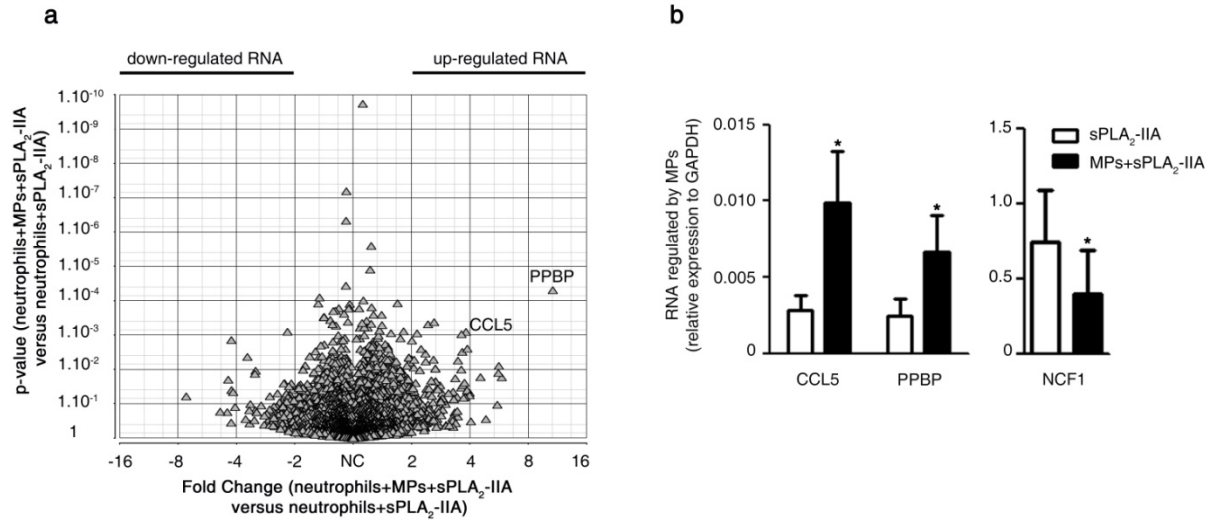 a
down-regulated RNA
up-regulated RNA
p-value (neutrophils+MPs+sPLA₂-IIA
versus neutrophils+sPLA₂-IIA)
1.10⁻¹⁰
1.10⁻⁹
1.10⁻⁸
1.10⁻⁷
1.10⁻⁶
1.10⁻⁵
1.10⁻⁴
1.10⁻³
1.10⁻²
1.10⁻¹
1
PPBP
CCL5
-16 -8 -4 -2 NC 2 4 8 16
Fold Change (neutrophils+MPs+sPLA₂-IIA
versus neutrophils+sPLA₂-IIA)
b
RNA regulated by MPs
(relative expression to GAPDH)
0.015
0.010
0.005
0
* *
CCL5 PPBP
1.5
1.0
0.5
0
*
NCF1
sPLA₂-IIA
MPs+sPLA₂-IIA